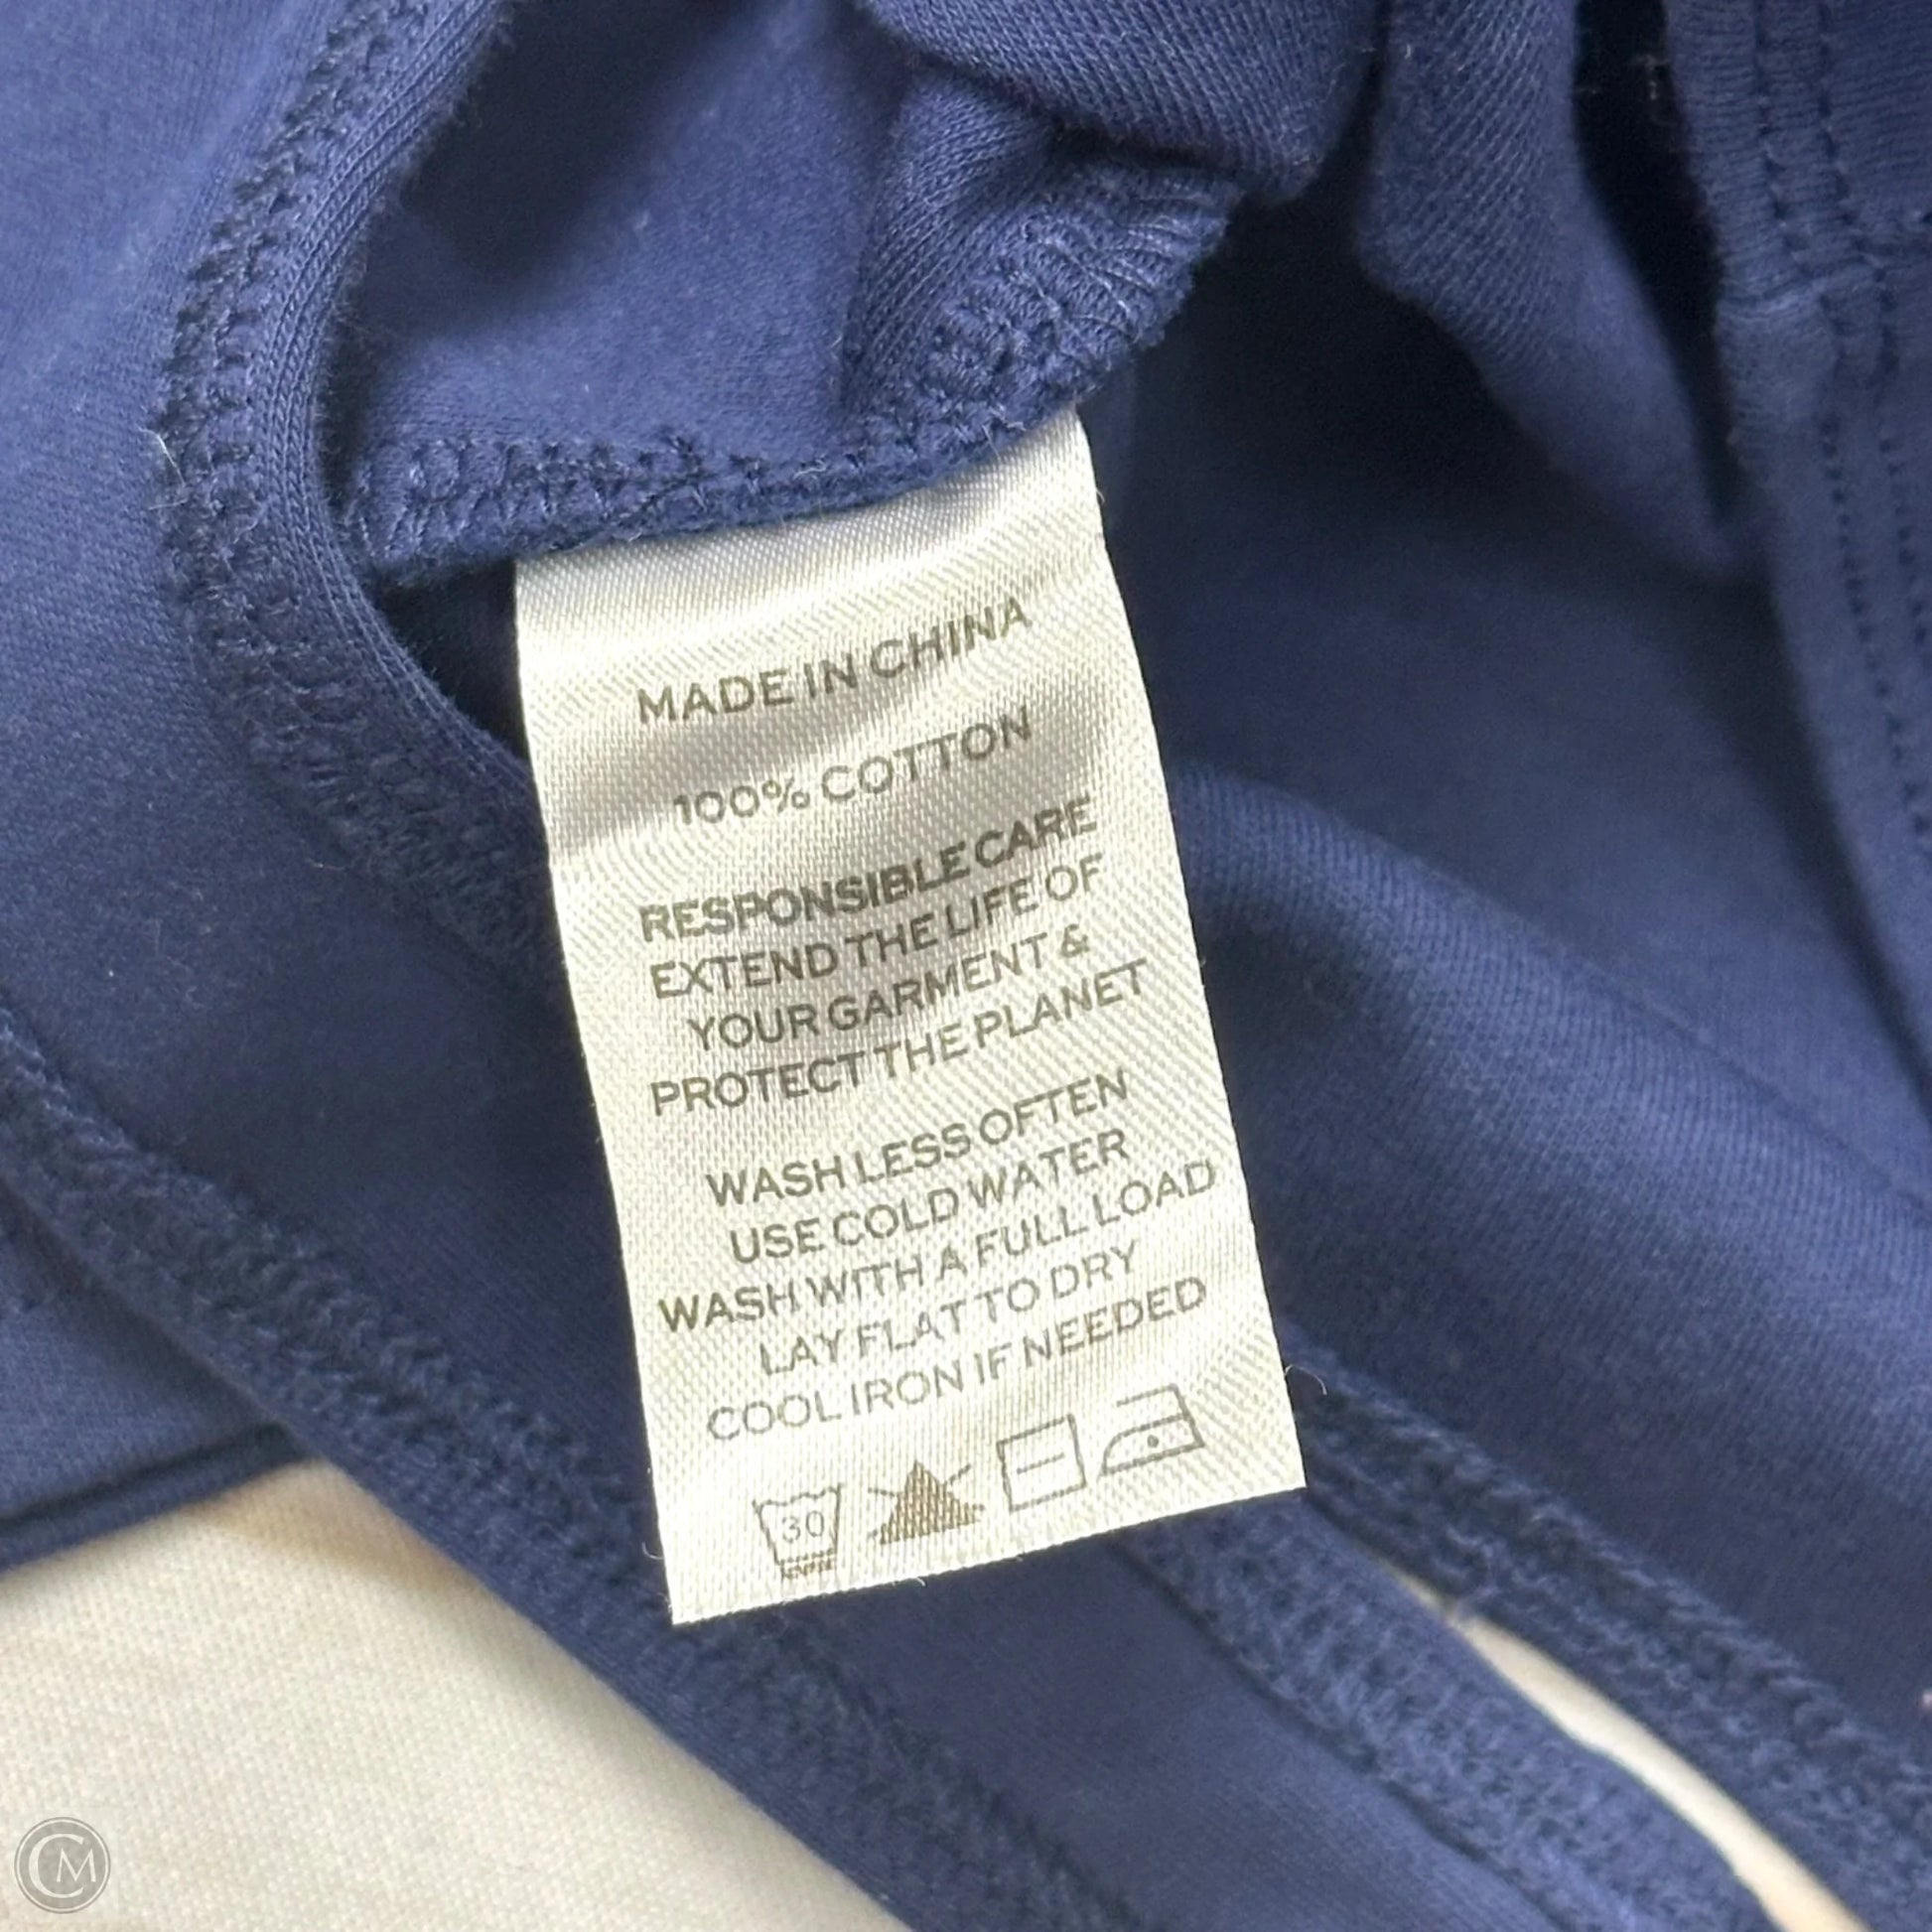 MADE IN CHINA
100% COTTON
RESPONSIBLE CARE
EXTEND THE LIFE OF
YOUR GARMENT &
PROTECT THE PLANET
WASH LESS OFTEN
USE COLD WATER
WASH WITH A FULL LOAD
LAY FLAT TO DRY
COOL IRON IF NEEDED
30
CM